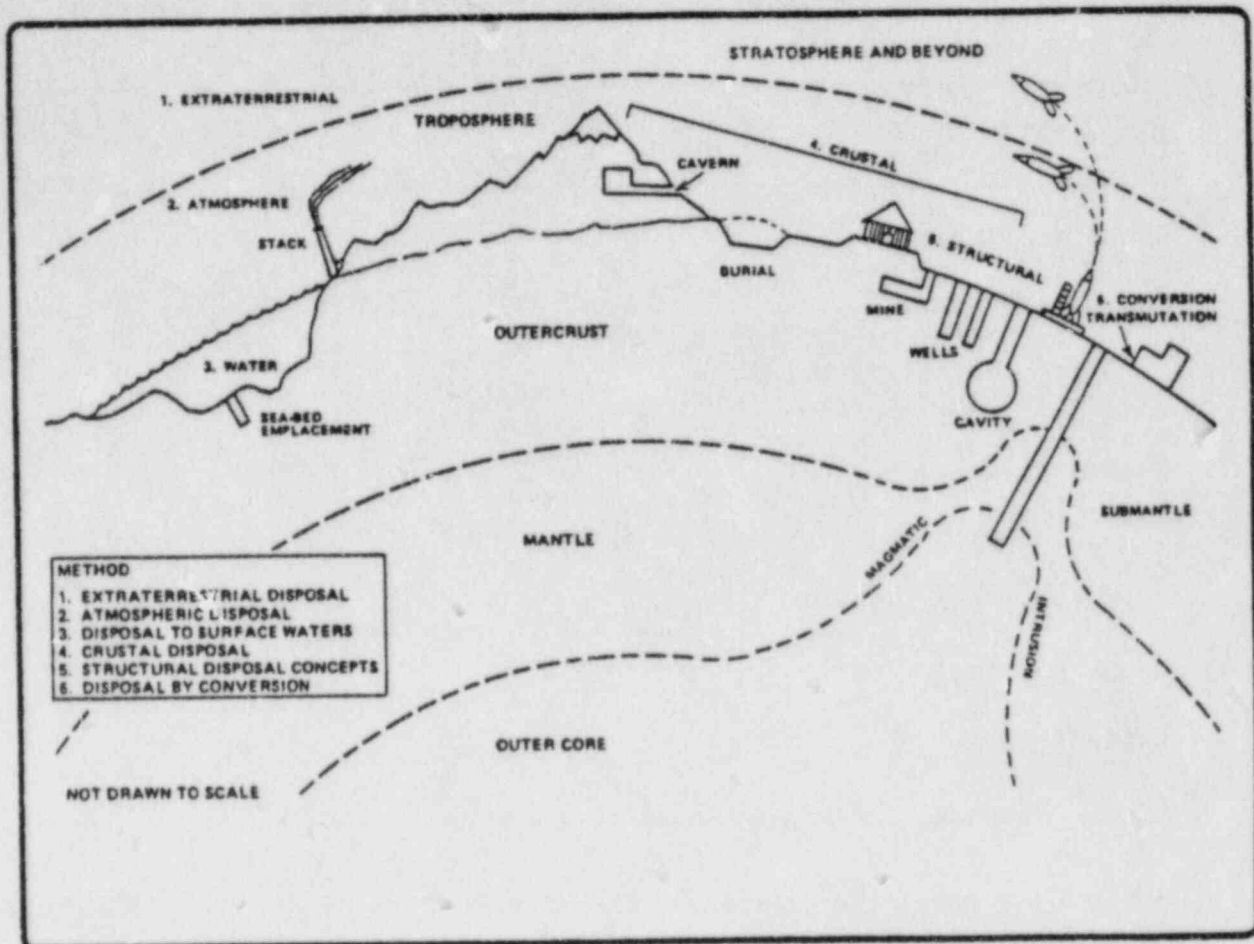 STRATOSPHERE AND BEYOND
1. EXTRATERRESTRIAL
TROPOSPHERE
4. CRUSTAL
CAVERN
2. ATMOSPHERE
STACK
5. STRUCTURAL
BURIAL
6. CONVERSION
TRANSMUTATION
MINE
OUTERCRUST
WELLS
3. WATER
SEA-BED
EMPLACEMENT
CAVITY
SUBMANTLE
MANTLE
MAGMATIC
INTRUSION
METHOD
1. EXTRATERRESTRIAL DISPOSAL
2. ATMOSPHERIC DISPOSAL
3. DISPOSAL TO SURFACE WATERS
4. CRUSTAL DISPOSAL
5. STRUCTURAL DISPOSAL CONCEPTS
6. DISPOSAL BY CONVERSION
OUTER CORE
NOT DRAWN TO SCALE